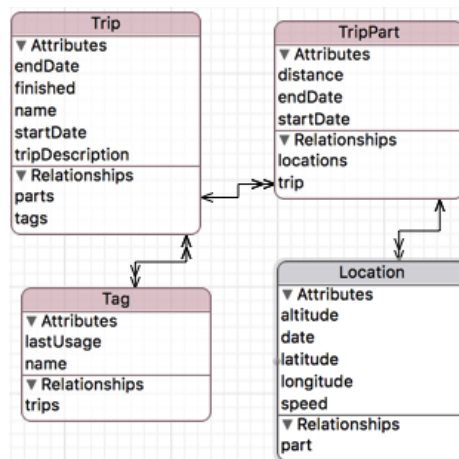 Trip
▼ Attributes
endDate
finished
name
startDate
tripDescription
▼ Relationships
parts
tags
TripPart
▼ Attributes
distance
endDate
startDate
▼ Relationships
locations
trip
Tag
▼ Attributes
lastUsage
name
▼ Relationships
trips
Location
▼ Attributes
altitude
date
latitude
longitude
speed
▼ Relationships
part